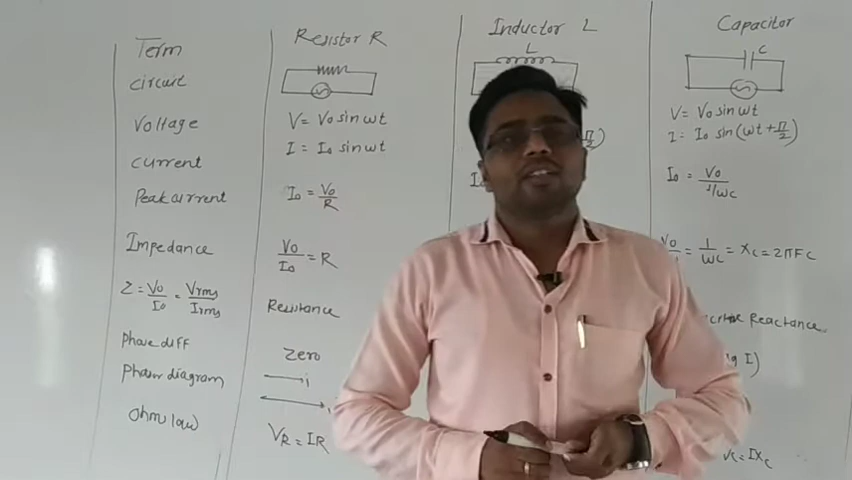 Term
Resistor R
Inductor L
Capacitor
circuit
L
C
Voltage
V = V₀ sin ωt
V = V₀ sin ωt
current
I = I₀ sin ωt
I = I₀ sin(ωt + π/2)
Peak current
I₀ = V₀/R
I₀ = V₀/(1/ωC)
Impedance
V₀/I₀ = R
= 1/ωC = Xc = 2πFC
Z = V₀/I₀ = Vrms/Irms
Resistance
Reactance
Phase diff
Zero
Phasor diagram
i
Ohm law
V_R = IR
Vc = IXc